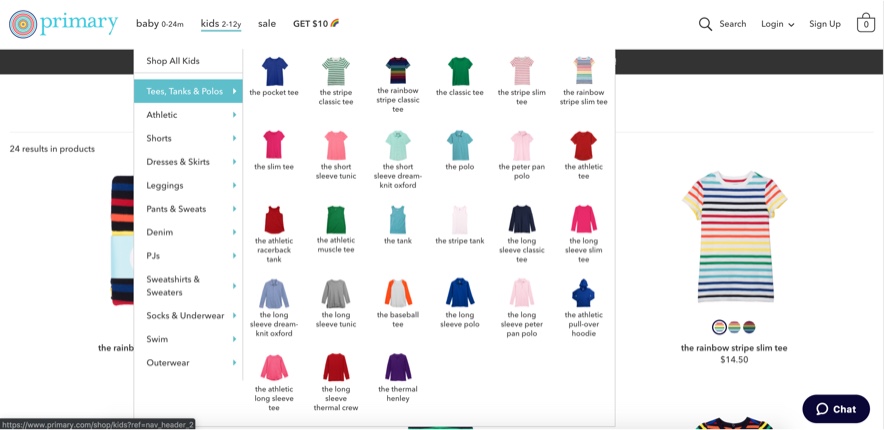 primary
baby 0-24m
kids 2-12y
sale
GET $10
Search
Login
Sign Up
0
Shop All Kids
Tees, Tanks & Polos
Athletic
Shorts
Dresses & Skirts
Leggings
Pants & Sweats
Denim
PJs
Sweatshirts &
Sweaters
Socks & Underwear
Swim
Outerwear
the pocket tee
the stripe
classic tee
the rainbow
stripe classic
tee
the classic tee
the stripe slim
tee
the rainbow
stripe slim tee
the slim tee
the short
sleeve tunic
the short
sleeve dream-
knit oxford
the polo
the peter pan
polo
the athletic
tee
the athletic
racerback
tank
the athletic
muscle tee
the tank
the stripe tank
the long
sleeve classic
tee
the long
sleeve slim
tee
the long
sleeve dream-
knit oxford
the long
sleeve tunic
the baseball
tee
the long
sleeve polo
the long
sleeve peter
pan polo
the athletic
pull-over
hoodie
the athletic
long sleeve
tee
the long
sleeve
thermal crew
the thermal
henley
24 results in products
the rainb
the rainbow stripe slim tee
$14.50
Chat
https://www.primary.com/shop/kids?ref=nav_header_2